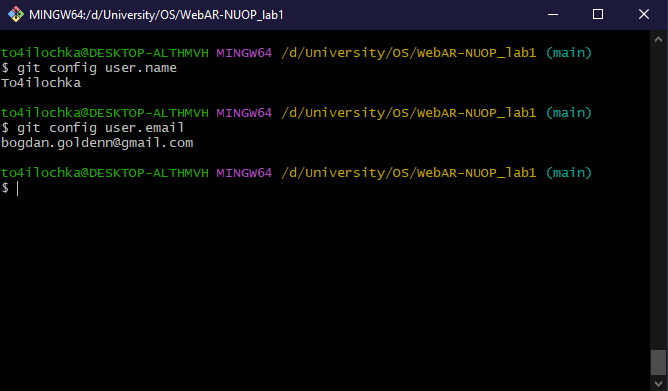 MINGW64:/d/University/OS/WebAR-NUOP_lab1
to4ilochka@DESKTOP-ALTHMVH MINGW64 /d/University/OS/WebAR-NUOP_lab1 (main)
$ git config user.name
To4ilochka
to4ilochka@DESKTOP-ALTHMVH MINGW64 /d/University/OS/WebAR-NUOP_lab1 (main)
$ git config user.email
bogdan.goldenn@gmail.com
to4ilochka@DESKTOP-ALTHMVH MINGW64 /d/University/OS/WebAR-NUOP_lab1 (main)
$